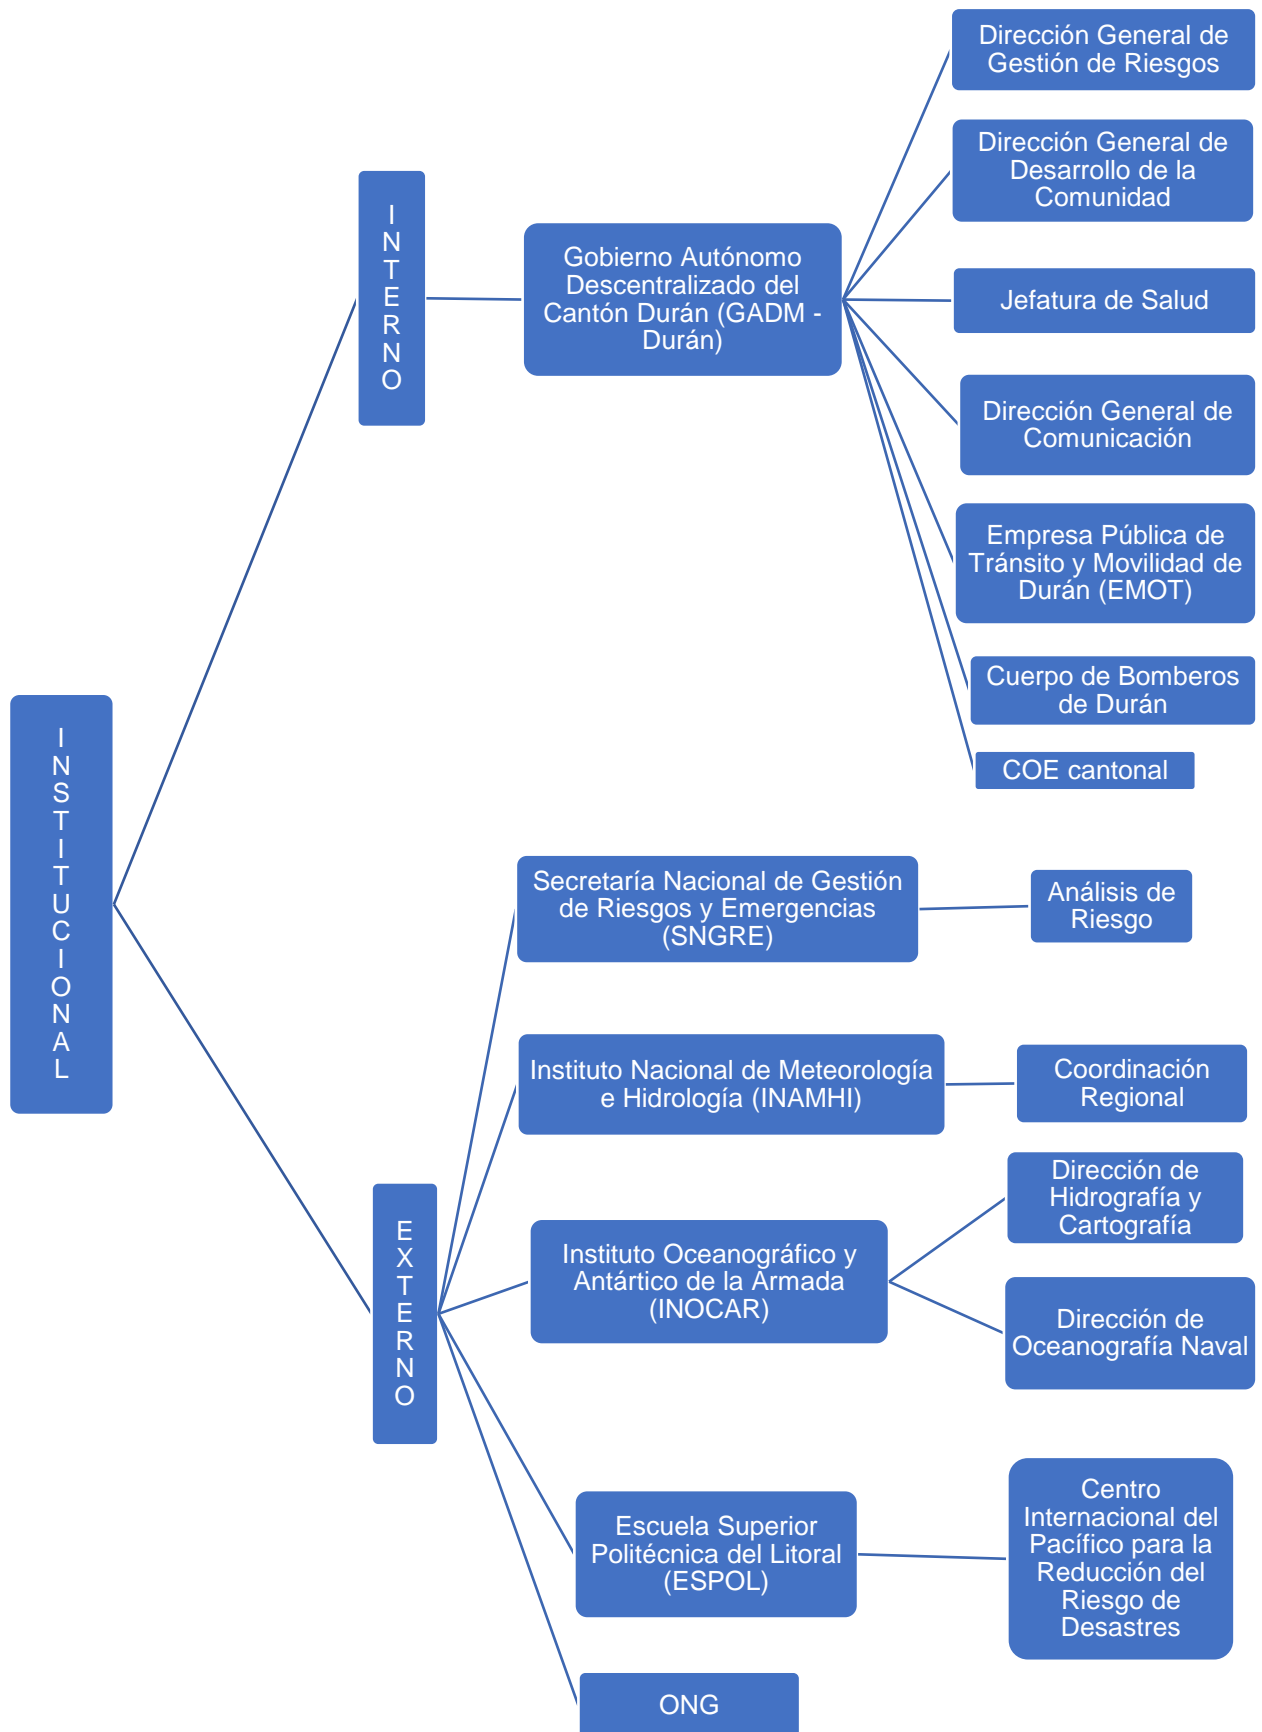 INSTITUCIONAL
INTERNO
Gobierno Autónomo
Descentralizado del
Cantón Durán (GADM -
Durán)
Dirección General de
Gestión de Riesgos
Dirección General de
Desarrollo de la
Comunidad
Jefatura de Salud
Dirección General de
Comunicación
Empresa Pública de
Tránsito y Movilidad de
Durán (EMOT)
Cuerpo de Bomberos
de Durán
COE cantonal
EXTERNO
Secretaría Nacional de Gestión
de Riesgos y Emergencias
(SNGRE)
Análisis de
Riesgo
Instituto Nacional de Meteorología
e Hidrología (INAMHI)
Coordinación
Regional
Instituto Oceanográfico y
Antártico de la Armada
(INOCAR)
Dirección de
Hidrografía y
Cartografía
Dirección de
Oceanografía Naval
Escuela Superior
Politécnica del Litoral
(ESPOL)
Centro
Internacional del
Pacífico para la
Reducción del
Riesgo de
Desastres
ONG